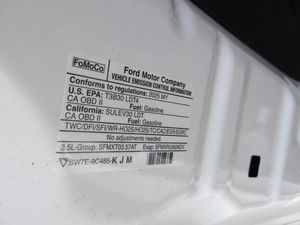 FoMoCo
Ford Motor Company
VEHICLE EMISSION CONTROL INFORMATION
Conforms to regulations: 2025 MY
U.S. EPA: T3B30 LDT4
CA OBD II Fuel: Gasoline
California: SULEV30 LDT
CA OBD II Fuel: Gasoline
TWC/DFI/SFI/WR-HO2S/HO2S/TC/CAC/EGR/EGRC
No adjustments needed.
3.5L-Group: SFMXT03.57AT Evap:
SW7E-9C485- KJM